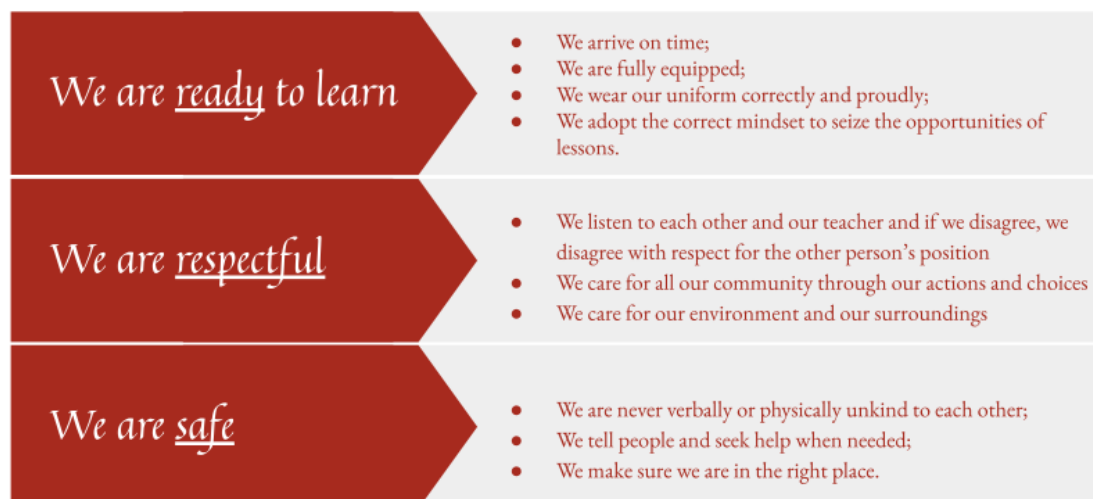 We are ready to learn
● We arrive on time;
● We are fully equipped;
● We wear our uniform correctly and proudly;
● We adopt the correct mindset to seize the opportunities of
lessons.
We are respectful
● We listen to each other and our teacher and if we disagree, we
disagree with respect for the other person’s position
● We care for all our community through our actions and choices
● We care for our environment and our surroundings
We are safe
● We are never verbally or physically unkind to each other;
● We tell people and seek help when needed;
● We make sure we are in the right place.